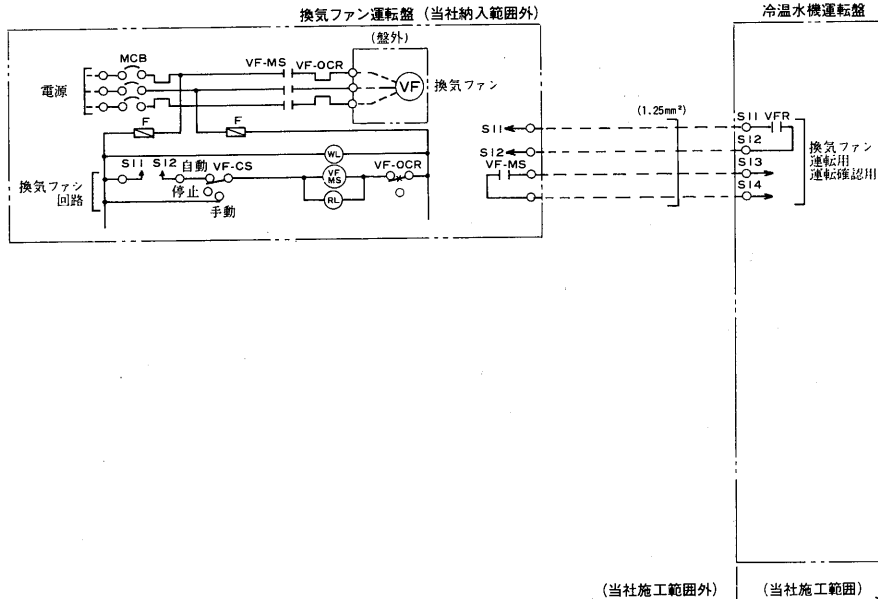 換気ファン運転盤 (当社納入範囲外)
冷温水機運転盤
(盤外)
MCB
VF-MS VF-OCR
電源
VF
換気ファン
F
F
(1.25mm²)
S11
S11 VFR
WL
S12
S12
換気ファン
運転用
運転確認用
S11 S12 自動 VF-CS
VF
MS
VF-OCR
VF-MS
S13
換気ファン
回路
停止
RL
S14
手動
(当社施工範囲外)
(当社施工範囲)